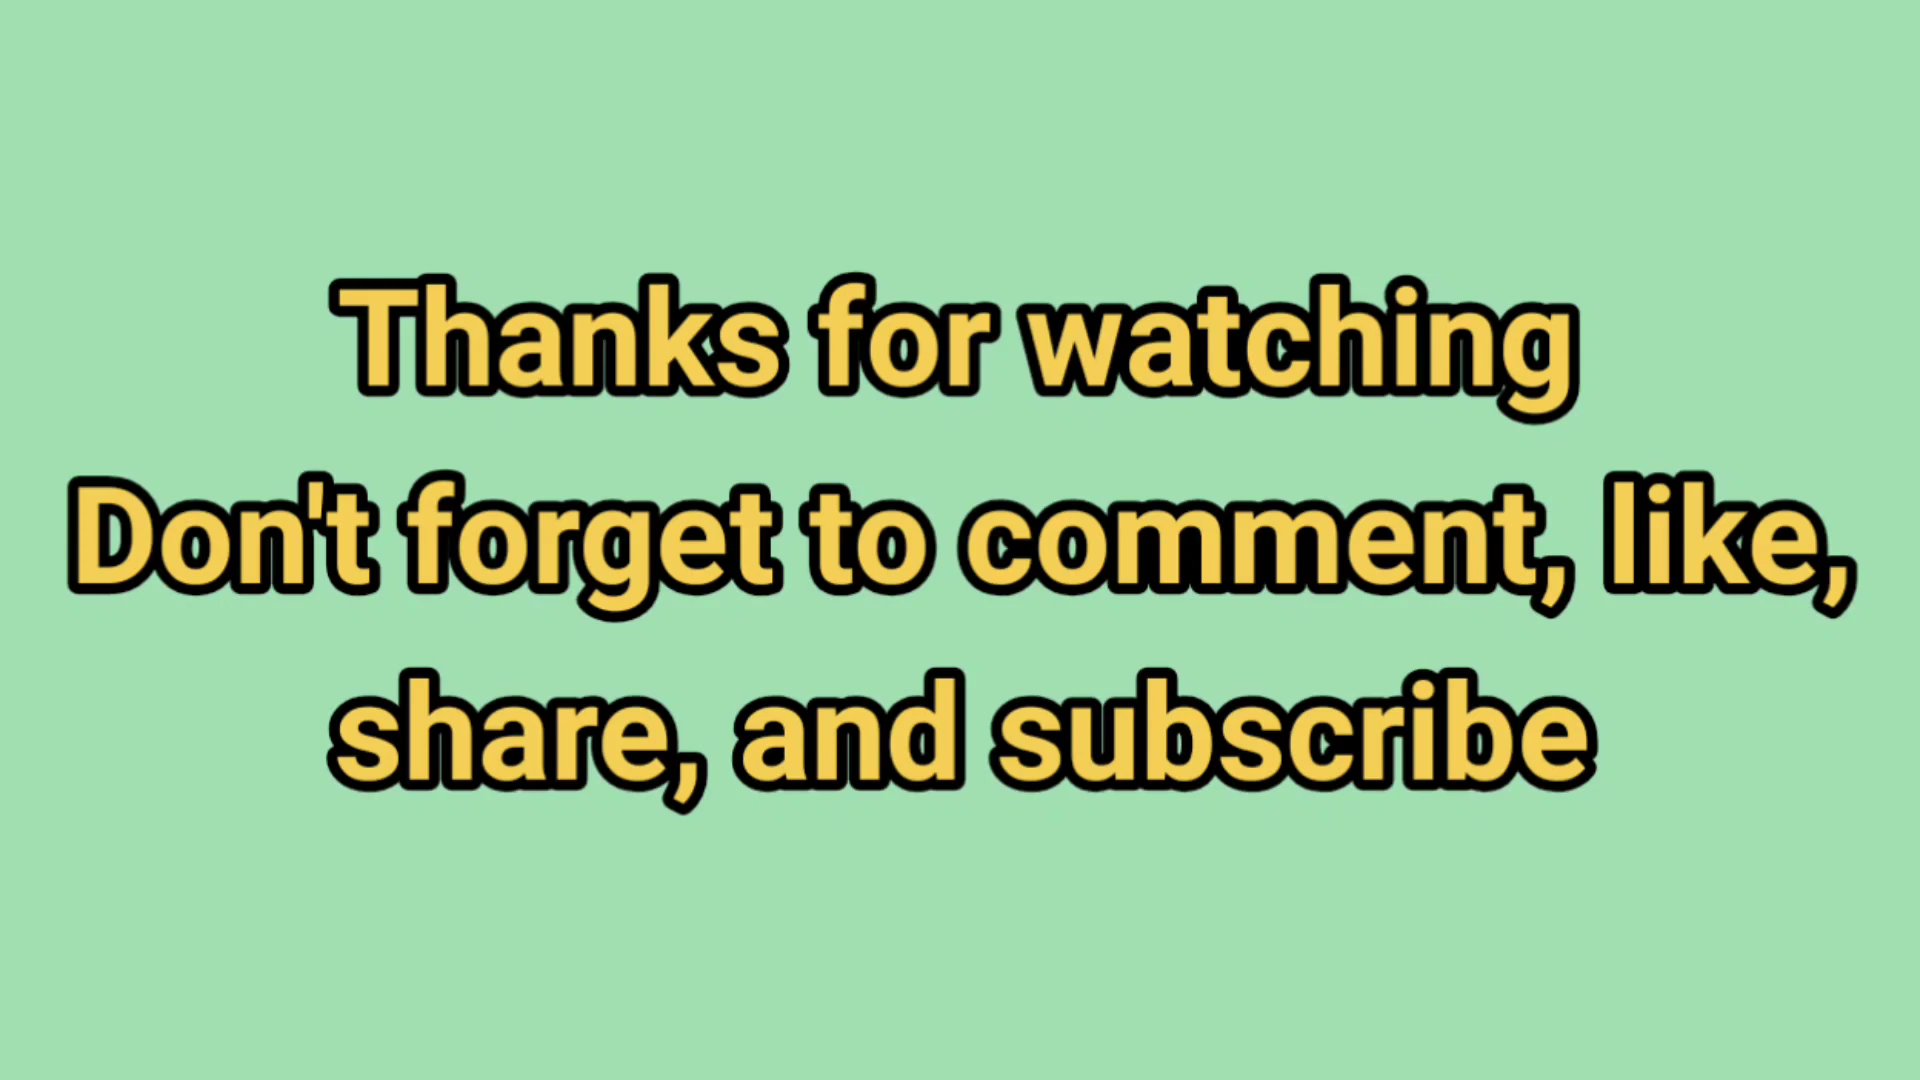 Thanks for watching
Don't forget to comment, like,
share, and subscribe